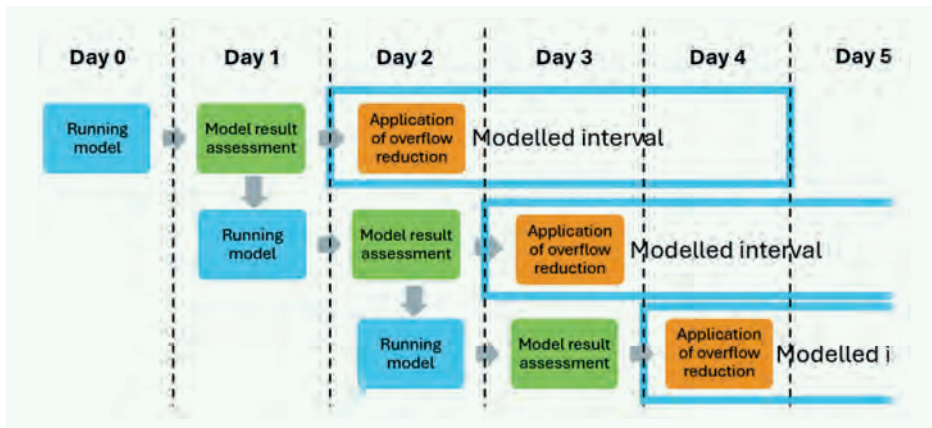 Day 0 Day 1 Day 2 Day 3 Day 4 Day 5
Running
model
Model result
assessment
Application
of overflow
reduction
Modelled interval
Running
model
Model result
assessment
Application
of overflow
reduction
Modelled interval
Running
model
Model result
assessment
Application
of overflow
reduction
Modelled i